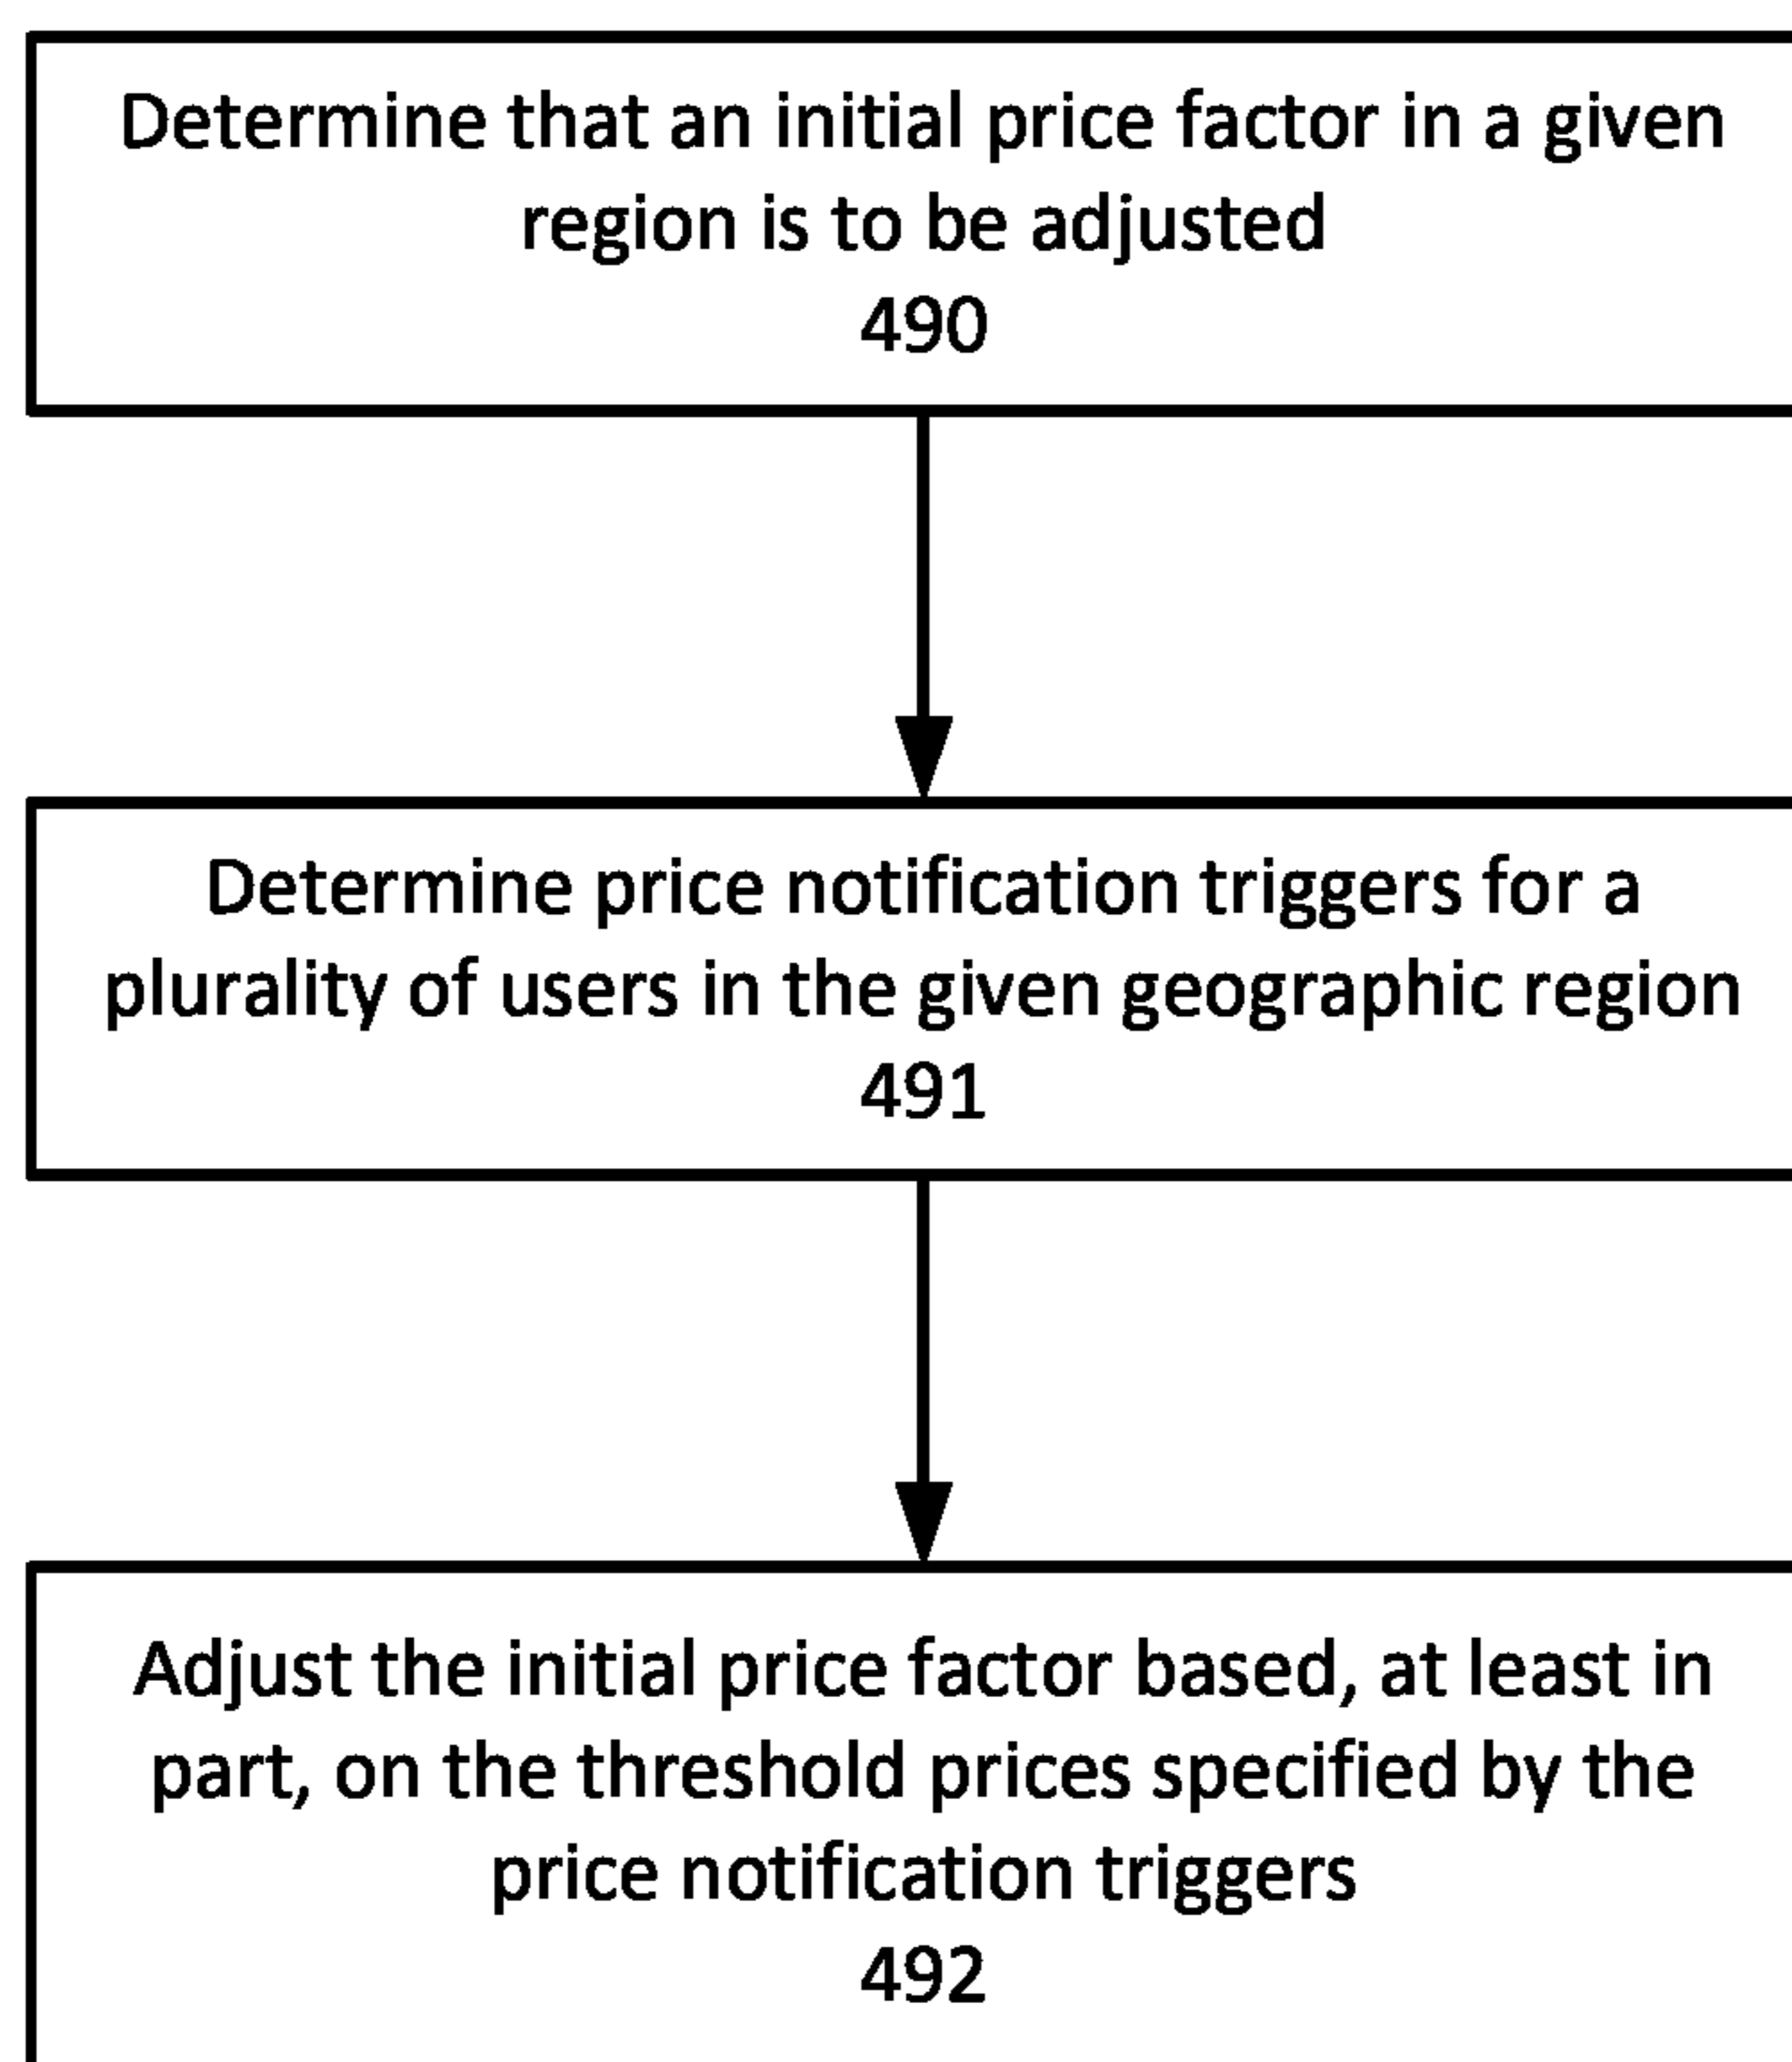 Determine that an initial price factor in a given
region is to be adjusted
490
Determine price notification triggers for a
plurality of users in the given geographic region
491
Adjust the initial price factor based, at least in
part, on the threshold prices specified by the
price notification triggers
492